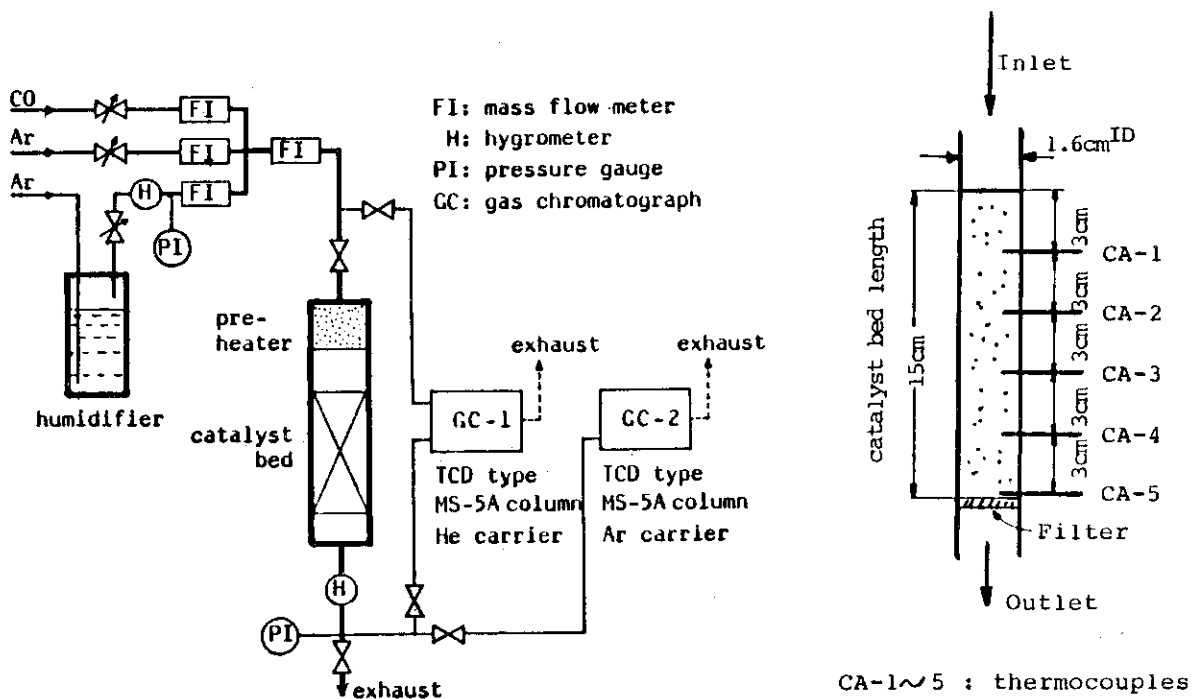 CO
FI
Ar
FI
FI
Ar
H
FI
PI
humidifier
FI: mass flow meter
H: hygrometer
PI: pressure gauge
GC: gas chromatograph
pre-
heater
catalyst
bed
exhaust
exhaust
GC-1
GC-2
TCD type
MS-5A column
He carrier
TCD type
MS-5A column
Ar carrier
H
PI
exhaust
Inlet
1.6cm ID
catalyst bed length
15cm
3cm
CA-1
3cm
CA-2
3cm
CA-3
3cm
CA-4
3cm
CA-5
Filter
Outlet
CA-1~5 : thermocouples